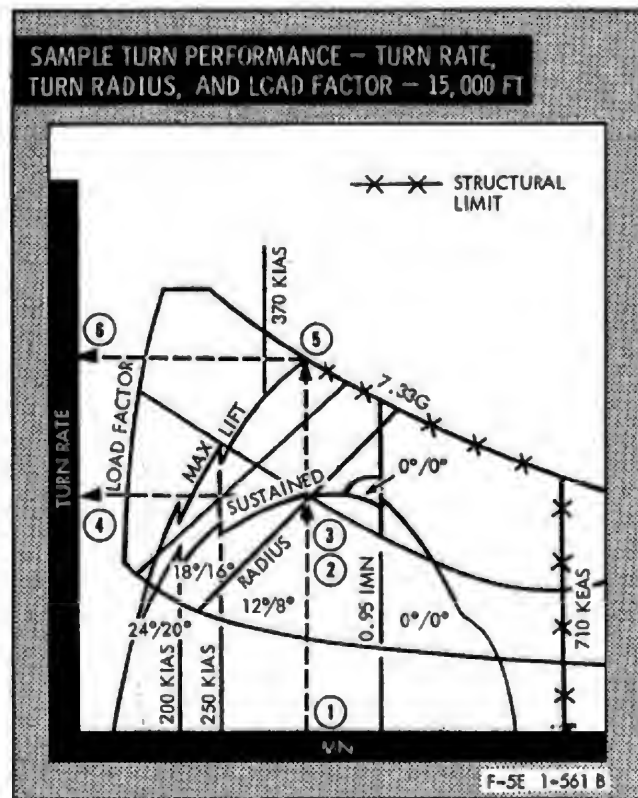 SAMPLE TURN PERFORMANCE – TURN RATE,
TURN RADIUS, AND LOAD FACTOR – 15,000 FT
STRUCTURAL
LIMIT
370 KIAS
6
5
7.33G
LOAD FACTOR
MAX LIFT
TURN RATE
0°/0°
SUSTAINED
4
3
2
18°/16°
RADIUS
12°/8°
24°/20°
0.95 IMN
0°/0°
710 KEAS
200 KIAS
250 KIAS
1
F-5E 1-561 B